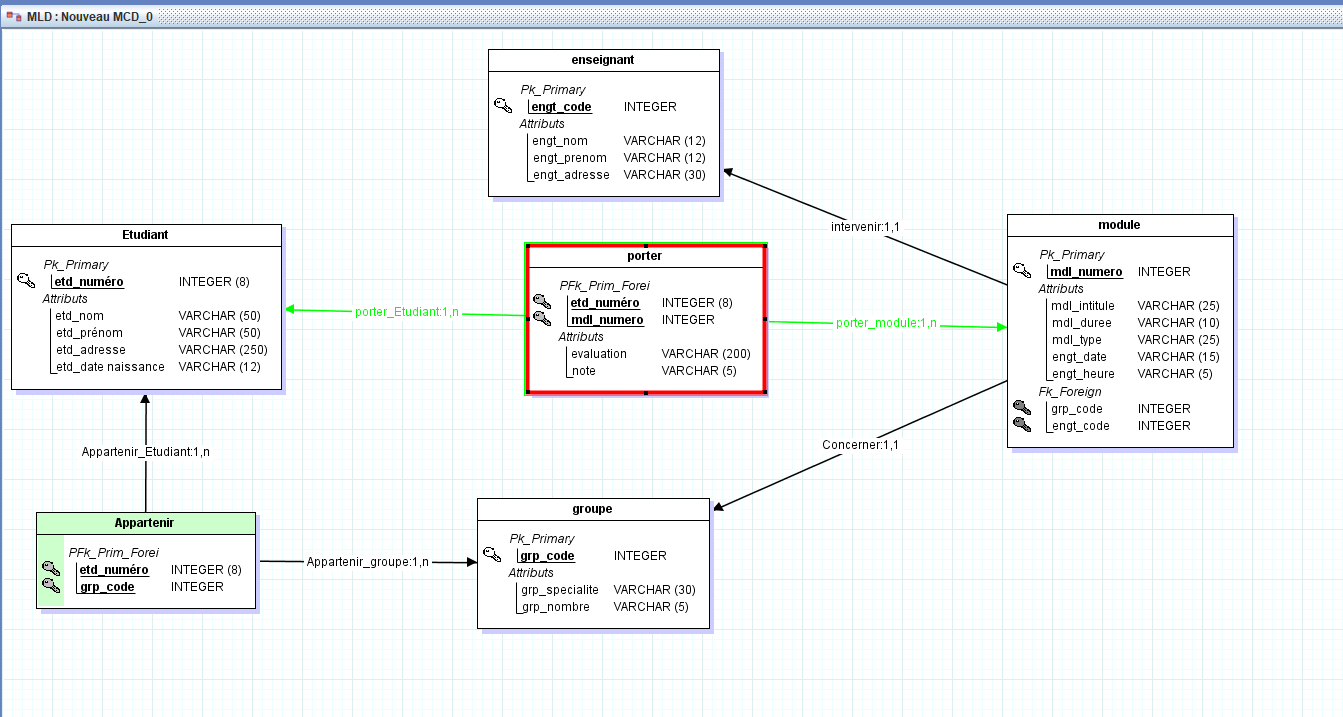 MLD : Nouveau MCD_0
enseignant
Pk_Primary
engt_code INTEGER
Attributs
engt_nom VARCHAR (12)
engt_prenom VARCHAR (12)
engt_adresse VARCHAR (30)
intervenir:1,1
module
Pk_Primary
mdl_numero INTEGER
Attributs
mdl_intitule VARCHAR (25)
mdl_duree VARCHAR (10)
mdl_type VARCHAR (25)
engt_date VARCHAR (15)
engt_heure VARCHAR (5)
Fk_Foreign
grp_code INTEGER
engt_code INTEGER
Etudiant
Pk_Primary
etd_numéro INTEGER (8)
Attributs
etd_nom VARCHAR (50)
etd_prénom VARCHAR (50)
etd_adresse VARCHAR (250)
etd_date naissance VARCHAR (12)
porter_Etudiant:1,n
porter
PFk_Prim_Forei
etd_numéro INTEGER (8)
mdl_numero INTEGER
Attributs
evaluation VARCHAR (200)
note VARCHAR (5)
porter_module:1,n
Appartenir_Etudiant:1,n
Concerner:1,1
Appartenir
PFk_Prim_Forei
etd_numéro INTEGER (8)
grp_code INTEGER
Appartenir_groupe:1,n
groupe
Pk_Primary
grp_code INTEGER
Attributs
grp_specialite VARCHAR (30)
grp_nombre VARCHAR (5)